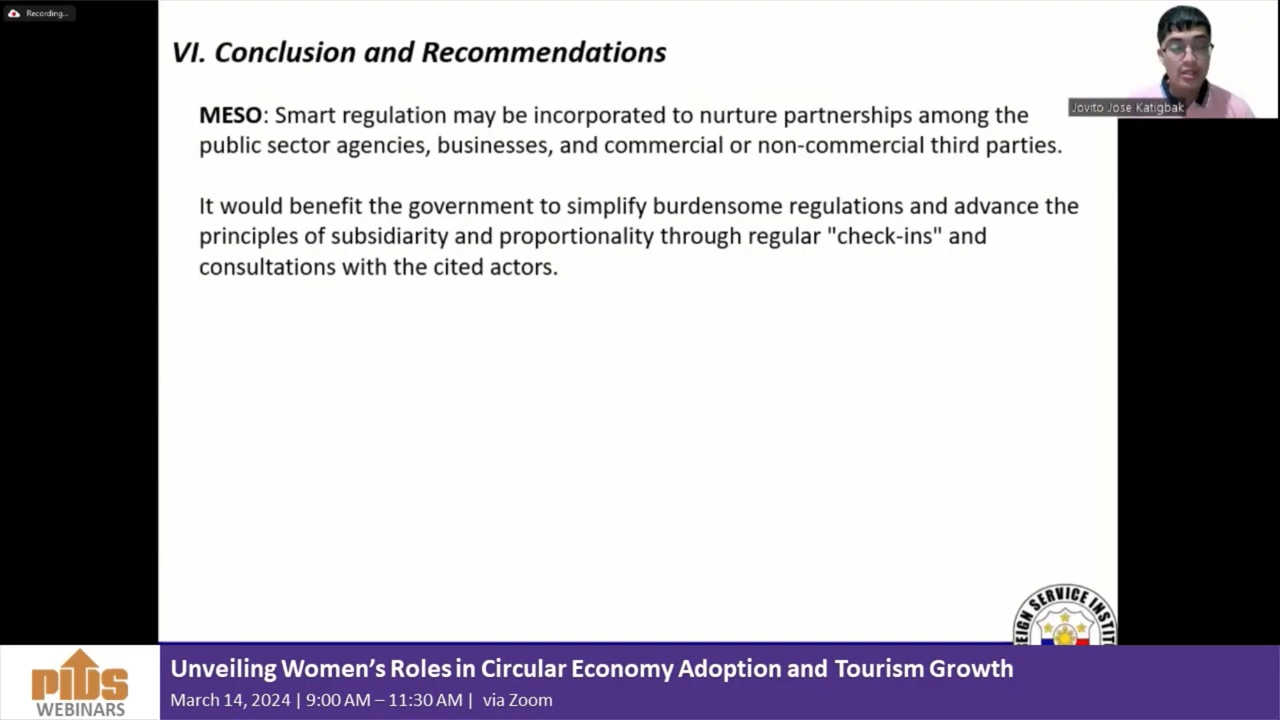 Recording...
VI. Conclusion and Recommendations
Jovito Jose Katigbak
MESO: Smart regulation may be incorporated to nurture partnerships among the
public sector agencies, businesses, and commercial or non-commercial third parties.
It would benefit the government to simplify burdensome regulations and advance the
principles of subsidiarity and proportionality through regular "check-ins" and
consultations with the cited actors.
EIGN SERVICE INSTI
PIDS
WEBINARS
Unveiling Women’s Roles in Circular Economy Adoption and Tourism Growth
March 14, 2024 | 9:00 AM – 11:30 AM | via Zoom